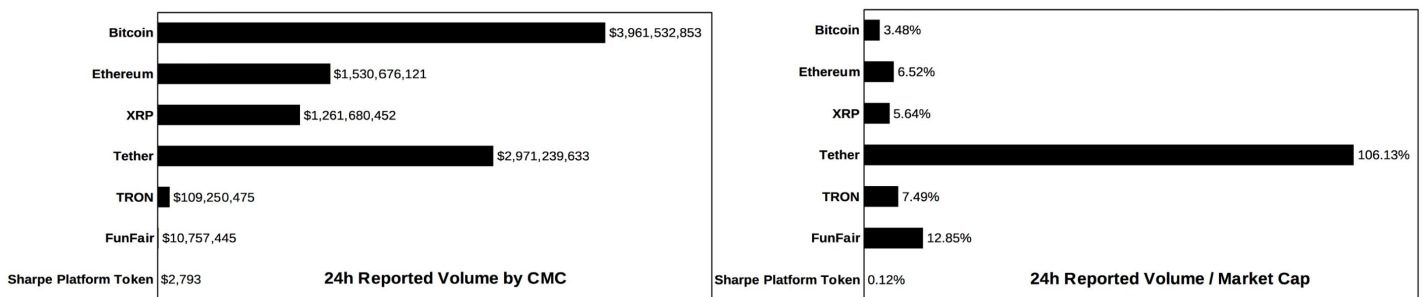 Bitcoin $3,961,532,853
Ethereum $1,530,676,121
XRP $1,261,680,452
Tether $2,971,239,633
TRON $109,250,475
FunFair $10,757,445
Sharpe Platform Token $2,793
24h Reported Volume by CMC
Bitcoin 3.48%
Ethereum 6.52%
XRP 5.64%
Tether 106.13%
TRON 7.49%
FunFair 12.85%
Sharpe Platform Token 0.12%
24h Reported Volume / Market Cap